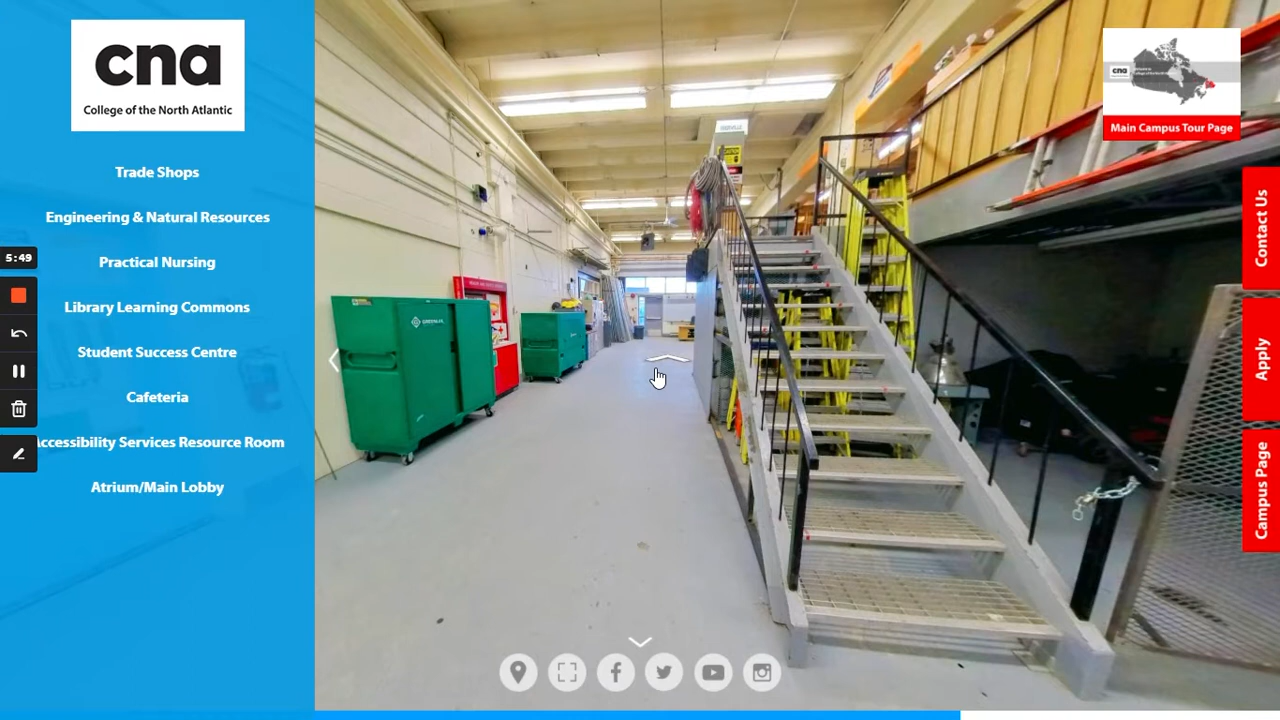 cna
College of the North Atlantic
Trade Shops
Engineering & Natural Resources
Practical Nursing
Library Learning Commons
Student Success Centre
Cafeteria
Accessibility Services Resource Room
Atrium/Main Lobby
5:49
GREENLEE
cna
Main Campus Tour Page
Contact Us
Apply
Campus Page